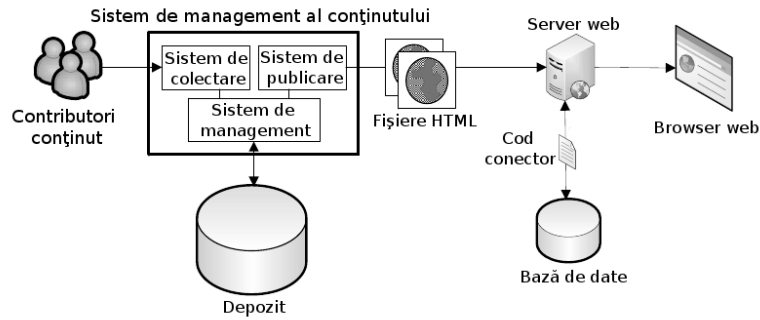 Sistem de management al conţinutului
Sistem de
colectare
Sistem de
publicare
Sistem de
management
Contributori
conţinut
Fişiere HTML
Server web
Browser web
Cod
conector
Depozit
Bază de date